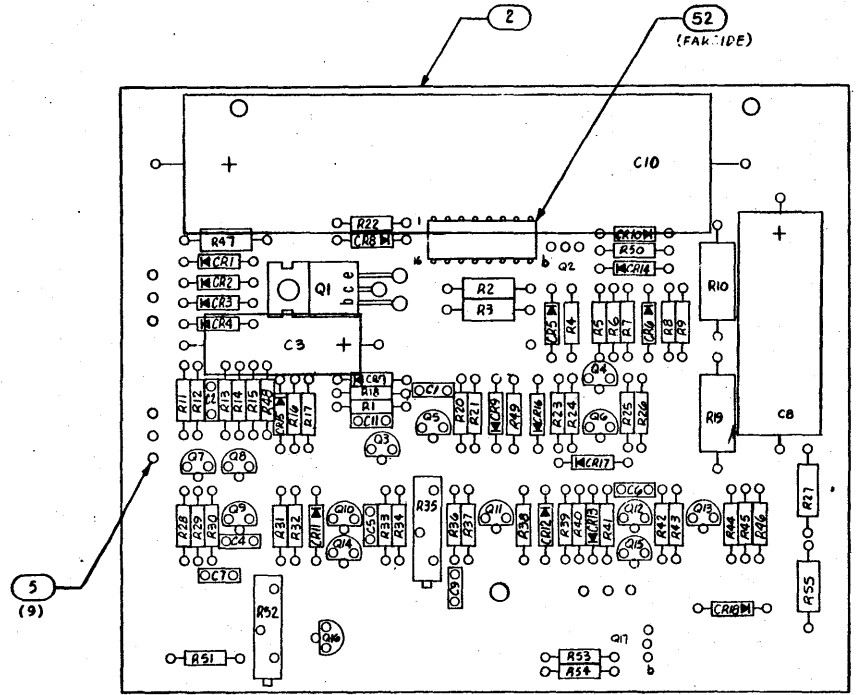 2
52
(FARSIDE)
C10
+
R22
1
R47
CR8
CR10
R50
16
b
Q2
CR1
CR14
CR2
Q1
b c e
R2
R10
CR3
R3
CR4
CR5
R4
R5
R6
R7
CR6
R8
R9
+
C3
+
C8
CR7
R18
R1
C11
C1
Q4
R11
R12
C2
R13
R14
R15
R48
CR15
R16
R17
Q3
Q5
R20
R21
CR9
R49
CR16
R23
R24
Q6
R25
R26
R19
CR17
Q7
Q8
R27
R35
C6
R28
R29
R30
Q9
C4
R31
R32
CR11
Q10
Q14
C5
R33
R34
R36
R37
Q11
R38
CR12
R39
R40
CR13
R41
Q12
Q15
R42
R43
Q13
R44
R45
R46
C7
C9
R55
5
(9)
R52
CR18
Q16
Q17
R51
R53
R54
b